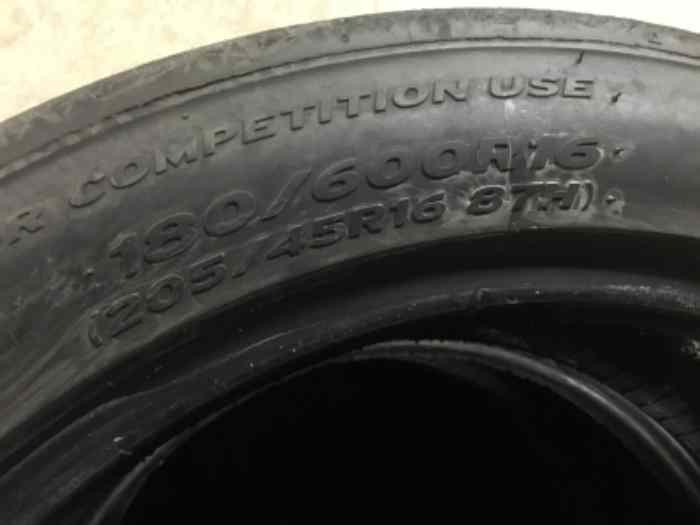 R COMPETITION USE
180/600R16
(205/45R16 87H)